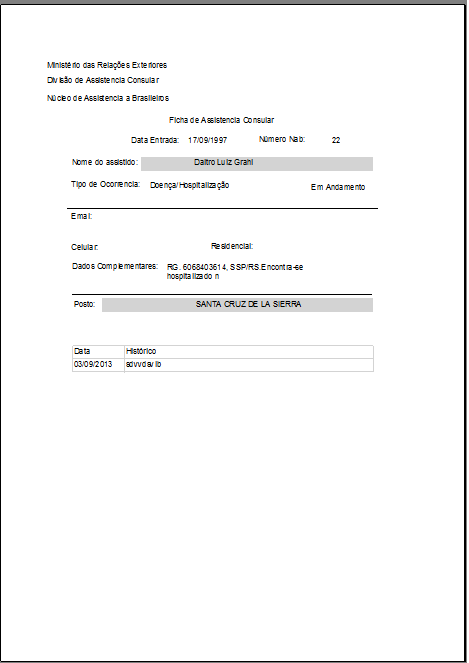 Ministério das Relações Exteriores
Divisão de Assistencia Consular
Núcleo de Assistencia a Brasileiros
Ficha de Assistencia Consular
Data Entrada: 17/09/1997 Número Nab: 22
Nome do assistido: Daltro Luiz Grahl
Tipo de Ocorrencia: Doença/Hospitalização Em Andamento
Email:
Celular: Residencial:
Dados Complementares: RG. 6068403614, SSP/RS.Encontra-se
hospitalizado n
Posto: SANTA CRUZ DE LA SIERRA
Data Histórico
03/09/2013